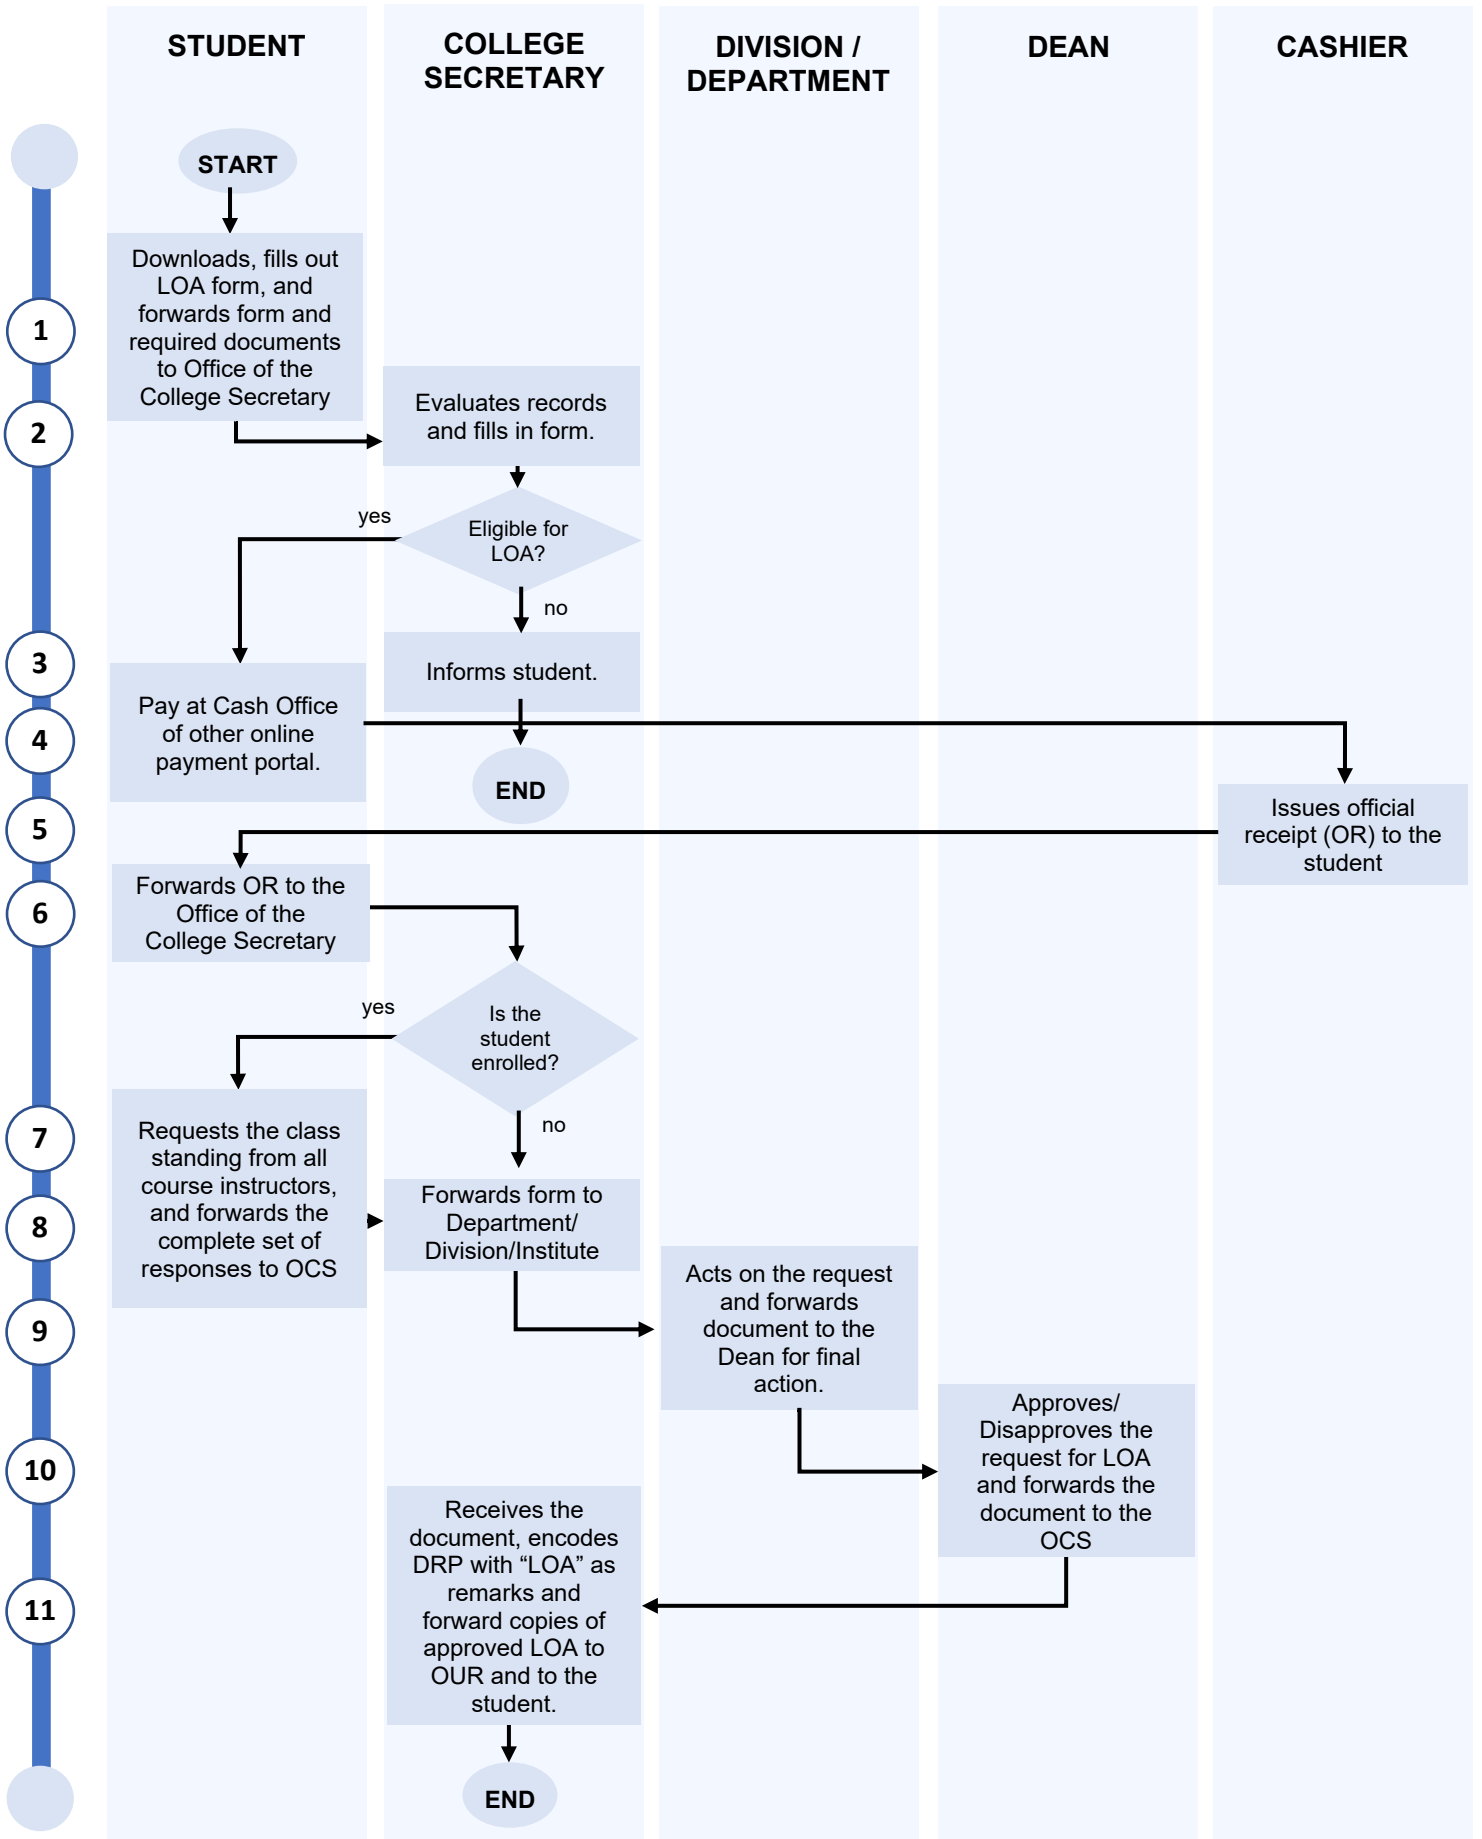 STUDENT
COLLEGE
SECRETARY
DIVISION /
DEPARTMENT
DEAN
CASHIER
START
1
Downloads, fills out
LOA form, and
forwards form and
required documents
to Office of the
College Secretary
2
Evaluates records
and fills in form.
yes
Eligible for
LOA?
no
3
Informs student.
4
Pay at Cash Office
of other online
payment portal.
END
5
Issues official
receipt (OR) to the
student
6
Forwards OR to the
Office of the
College Secretary
yes
Is the
student
enrolled?
no
7
Requests the class
standing from all
course instructors,
and forwards the
complete set of
responses to OCS
8
Forwards form to
Department/
Division/Institute
9
Acts on the request
and forwards
document to the
Dean for final
action.
10
Approves/
Disapproves the
request for LOA
and forwards the
document to the
OCS
11
Receives the
document, encodes
DRP with “LOA” as
remarks and
forward copies of
approved LOA to
OUR and to the
student.
END